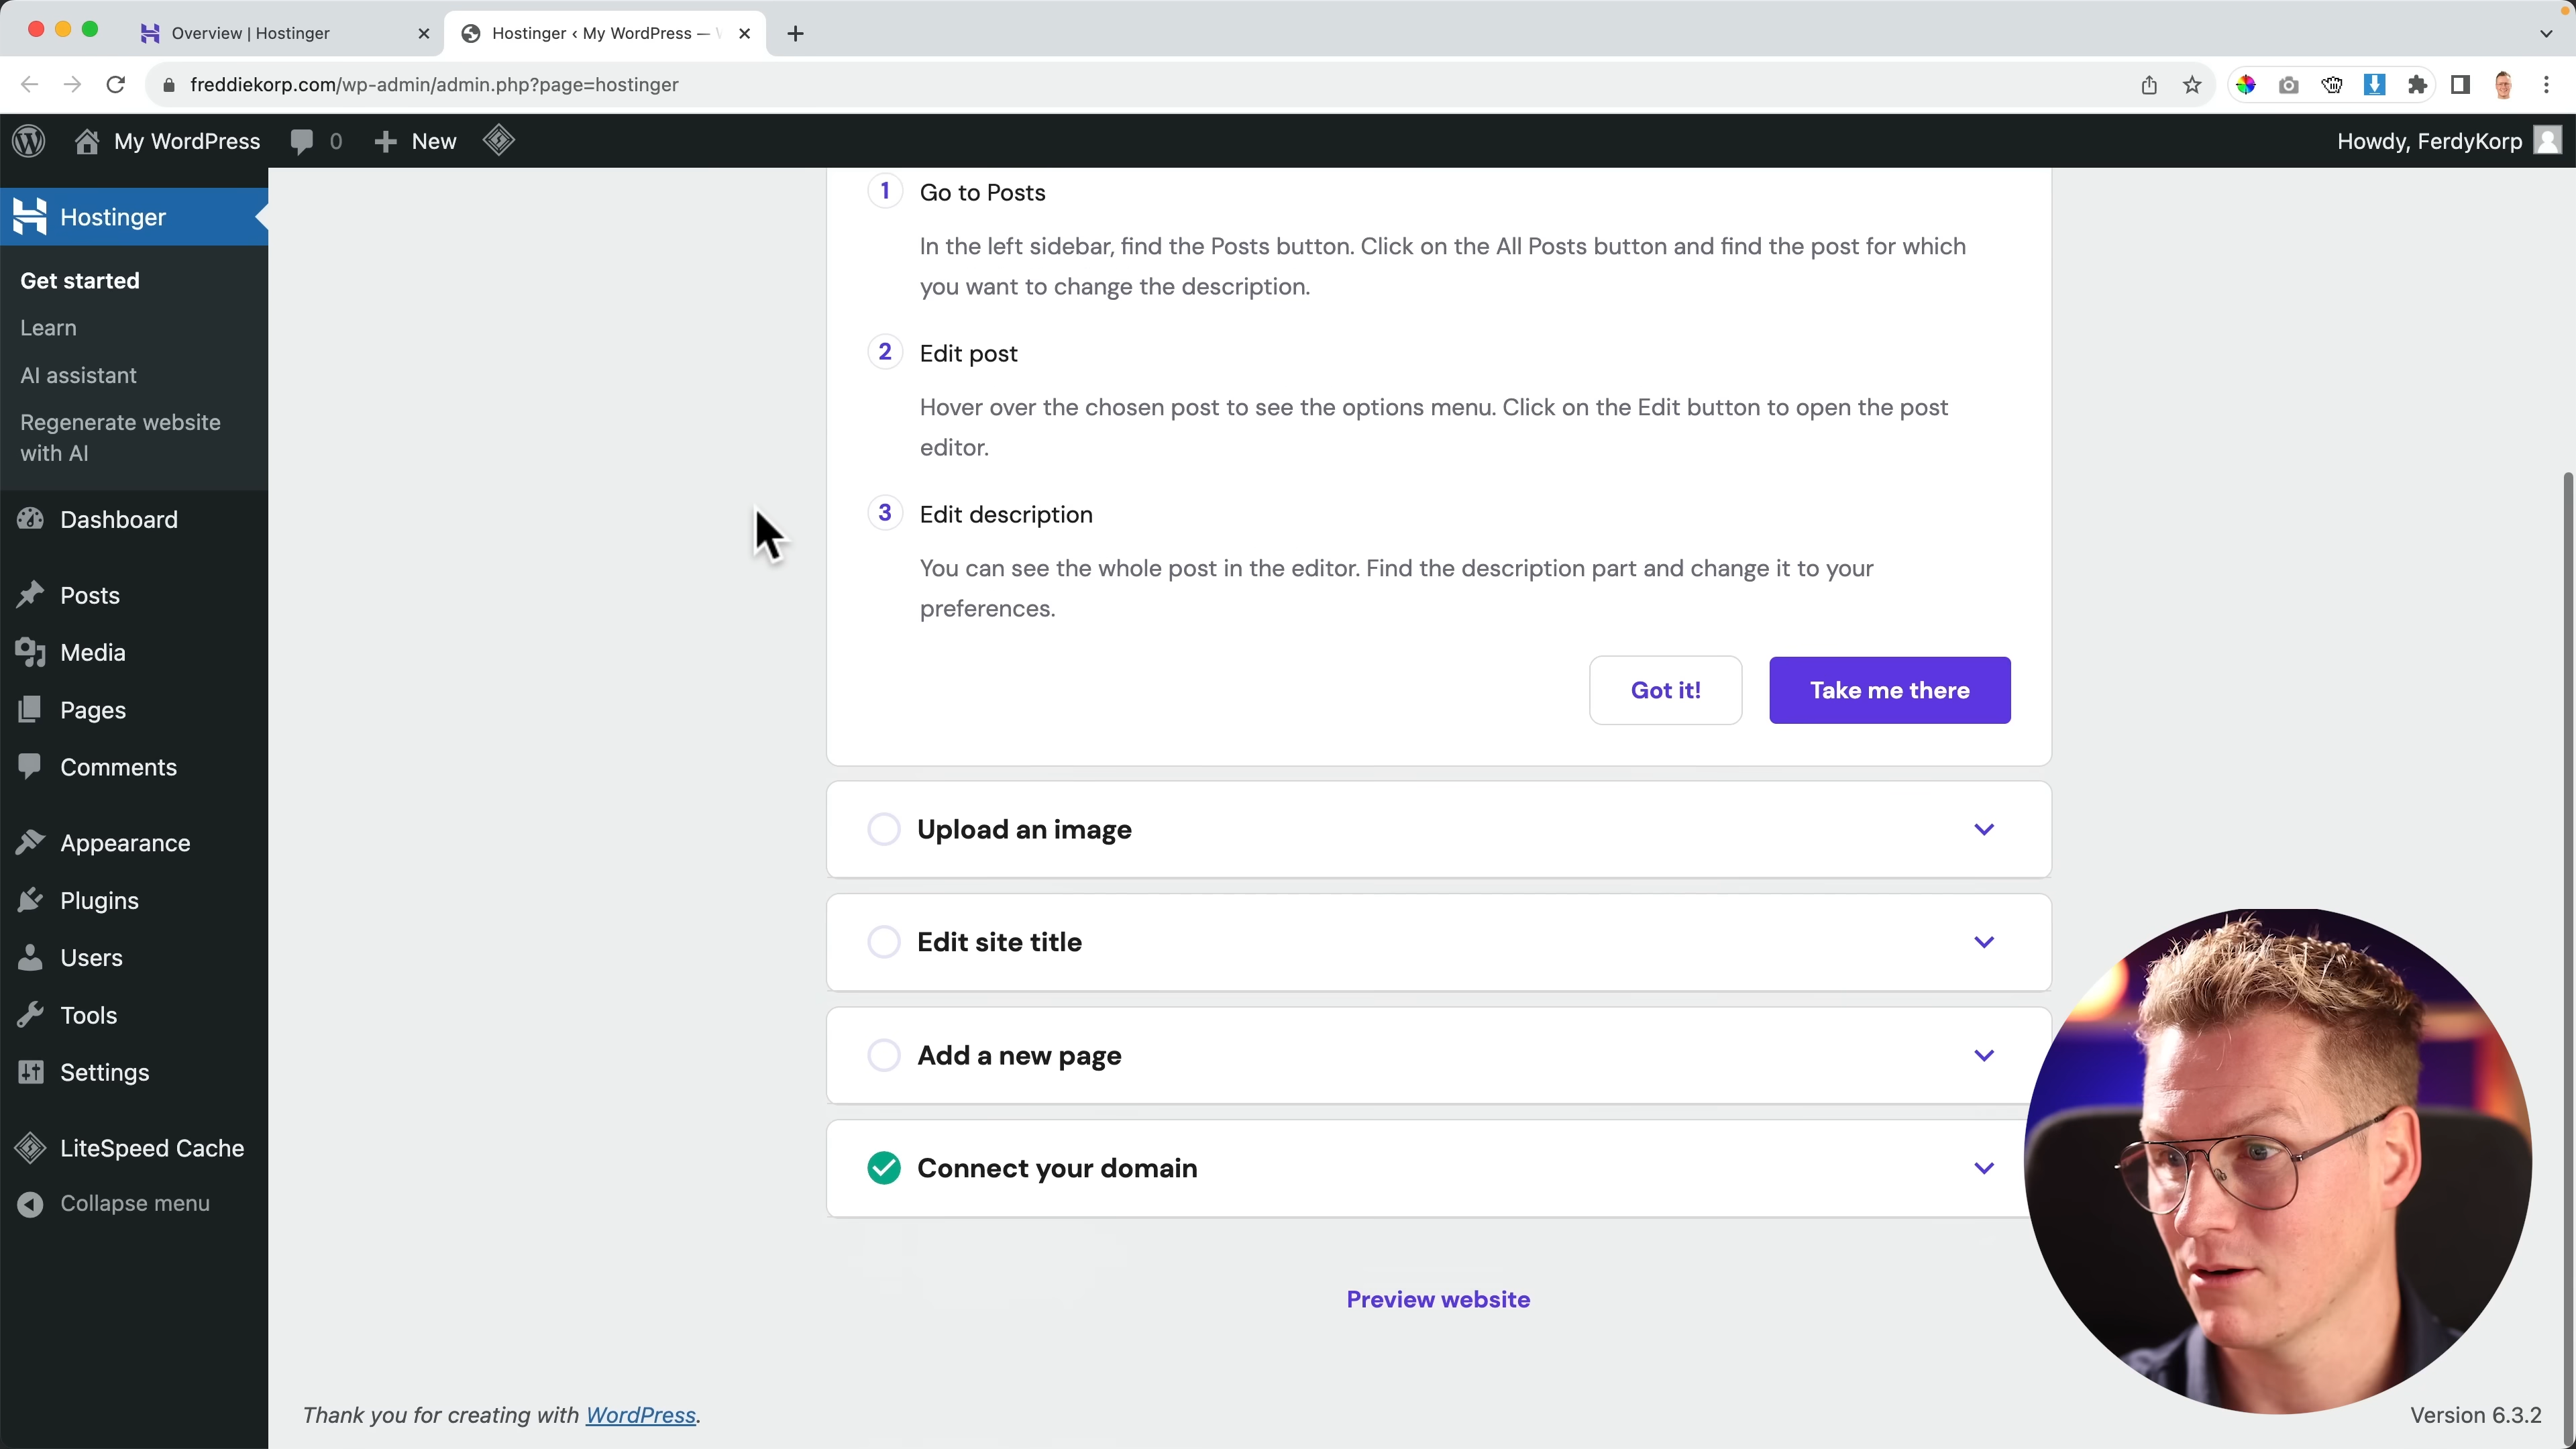 Overview | Hostinger
Hostinger ‹ My WordPress —
freddiekorp.com/wp-admin/admin.php?page=hostinger
My WordPress
0
New
Howdy, FerdyKorp
Hostinger
Get started
Learn
AI assistant
Regenerate website
with AI
Dashboard
Posts
Media
Pages
Comments
Appearance
Plugins
Users
Tools
Settings
LiteSpeed Cache
Collapse menu
1 Go to Posts
In the left sidebar, find the Posts button. Click on the All Posts button and find the post for which
you want to change the description.
2 Edit post
Hover over the chosen post to see the options menu. Click on the Edit button to open the post
editor.
3 Edit description
You can see the whole post in the editor. Find the description part and change it to your
preferences.
Got it!
Take me there
Upload an image
Edit site title
Add a new page
Connect your domain
Preview website
Thank you for creating with WordPress.
Version 6.3.2